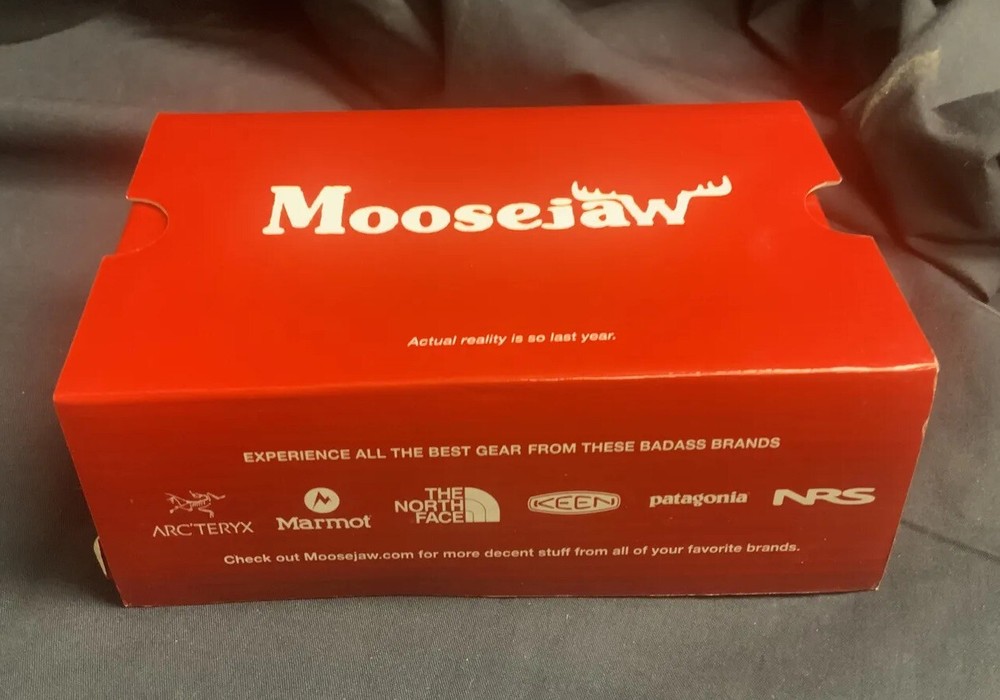 Moosejaw
Actual reality is so last year.
EXPERIENCE ALL THE BEST GEAR FROM THESE BADASS BRANDS
ARC'TERYX
Marmot
THE
NORTH
FACE
KEEN
patagonia
NRS
Check out Moosejaw.com for more decent stuff from all of your favorite brands.